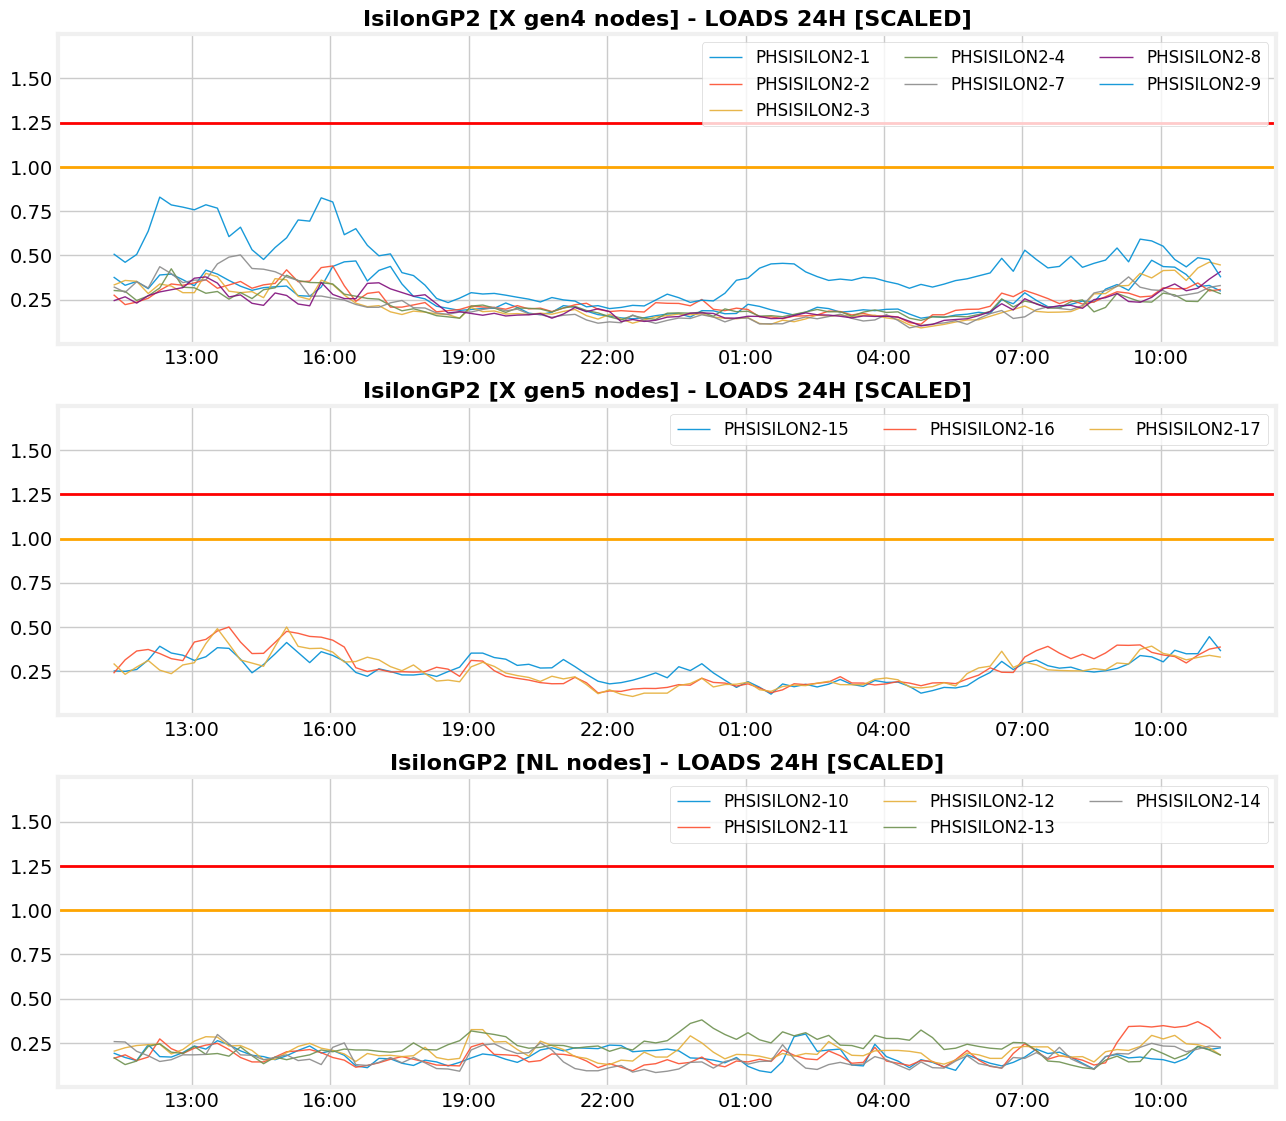 IsilonGP2 [X gen4 nodes] - LOADS 24H [SCALED]
PHSISILON2-1 PHSISILON2-4 PHSISILON2-8
PHSISILON2-2 PHSISILON2-7 PHSISILON2-9
PHSISILON2-3
1.50
1.25
1.00
0.75
0.50
0.25
13:00 16:00 19:00 22:00 01:00 04:00 07:00 10:00
IsilonGP2 [X gen5 nodes] - LOADS 24H [SCALED]
PHSISILON2-15 PHSISILON2-16 PHSISILON2-17
1.50
1.25
1.00
0.75
0.50
0.25
13:00 16:00 19:00 22:00 01:00 04:00 07:00 10:00
IsilonGP2 [NL nodes] - LOADS 24H [SCALED]
PHSISILON2-10 PHSISILON2-12 PHSISILON2-14
PHSISILON2-11 PHSISILON2-13
1.50
1.25
1.00
0.75
0.50
0.25
13:00 16:00 19:00 22:00 01:00 04:00 07:00 10:00